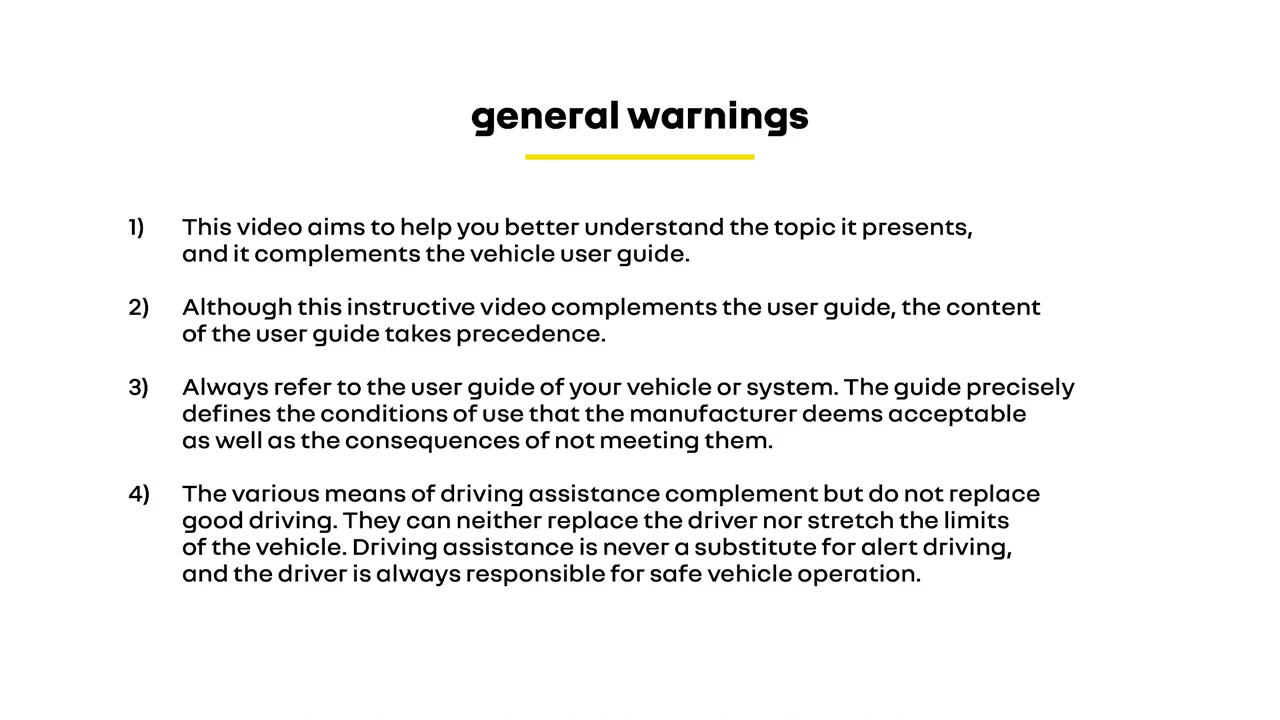 general warnings
1) This video aims to help you better understand the topic it presents,
and it complements the vehicle user guide.
2) Although this instructive video complements the user guide, the content
of the user guide takes precedence.
3) Always refer to the user guide of your vehicle or system. The guide precisely
defines the conditions of use that the manufacturer deems acceptable
as well as the consequences of not meeting them.
4) The various means of driving assistance complement but do not replace
good driving. They can neither replace the driver nor stretch the limits
of the vehicle. Driving assistance is never a substitute for alert driving,
and the driver is always responsible for safe vehicle operation.